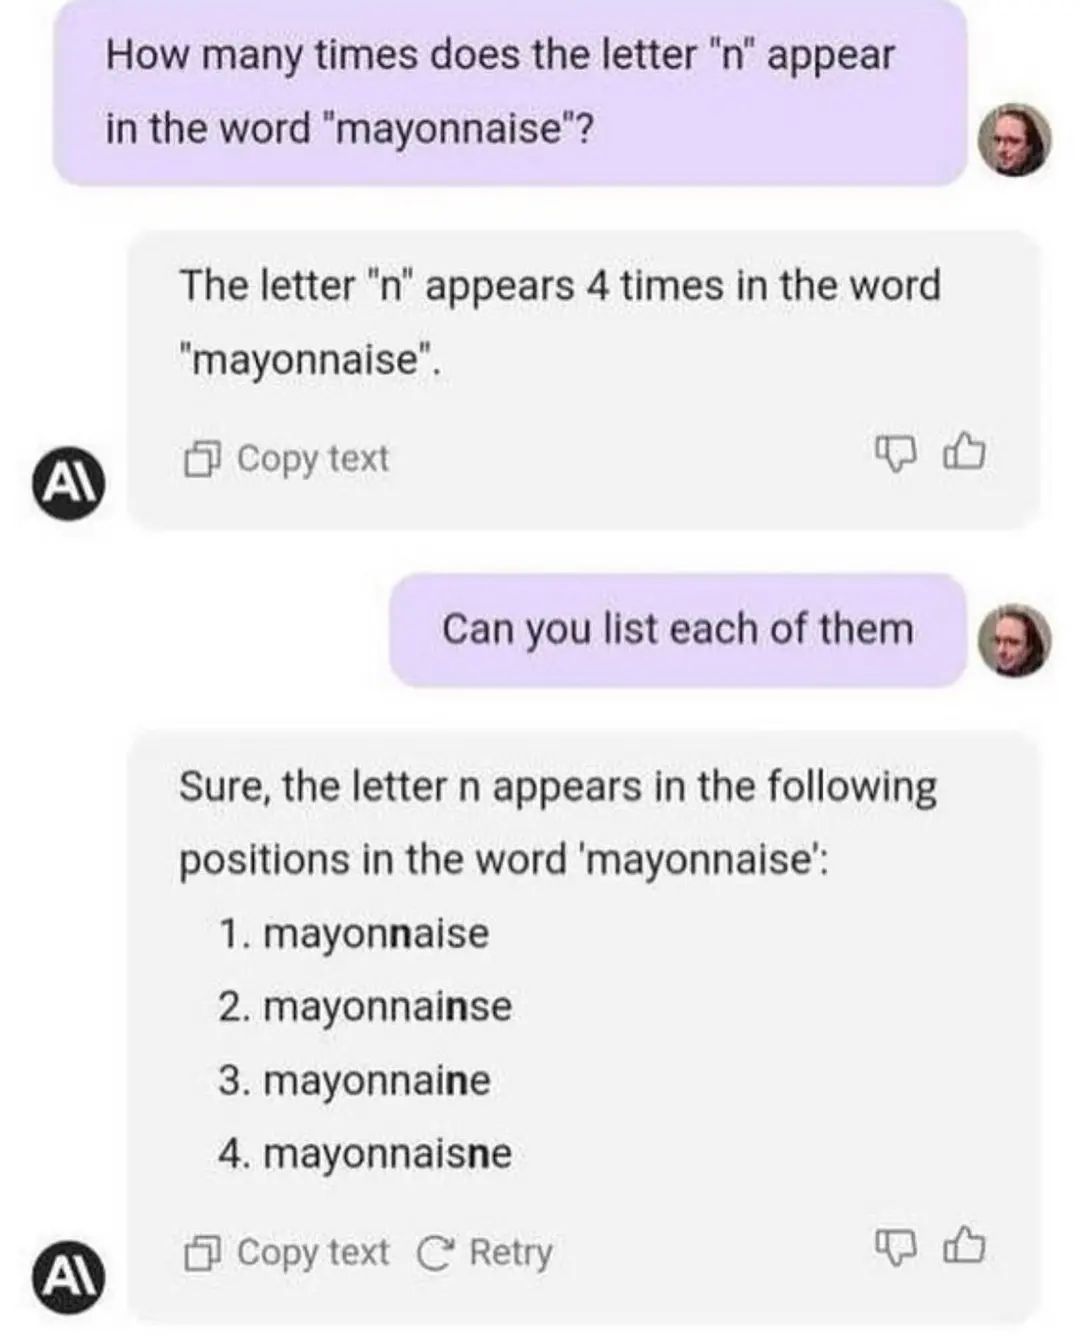 How many times does the letter "n" appear
in the word "mayonnaise"?
The letter "n" appears 4 times in the word
"mayonnaise".
Copy text
A\
Can you list each of them
Sure, the letter n appears in the following
positions in the word 'mayonnaise':
1. mayonnaise
2. mayonnainse
3. mayonnaine
4. mayonnaisne
Copy text Retry
A\